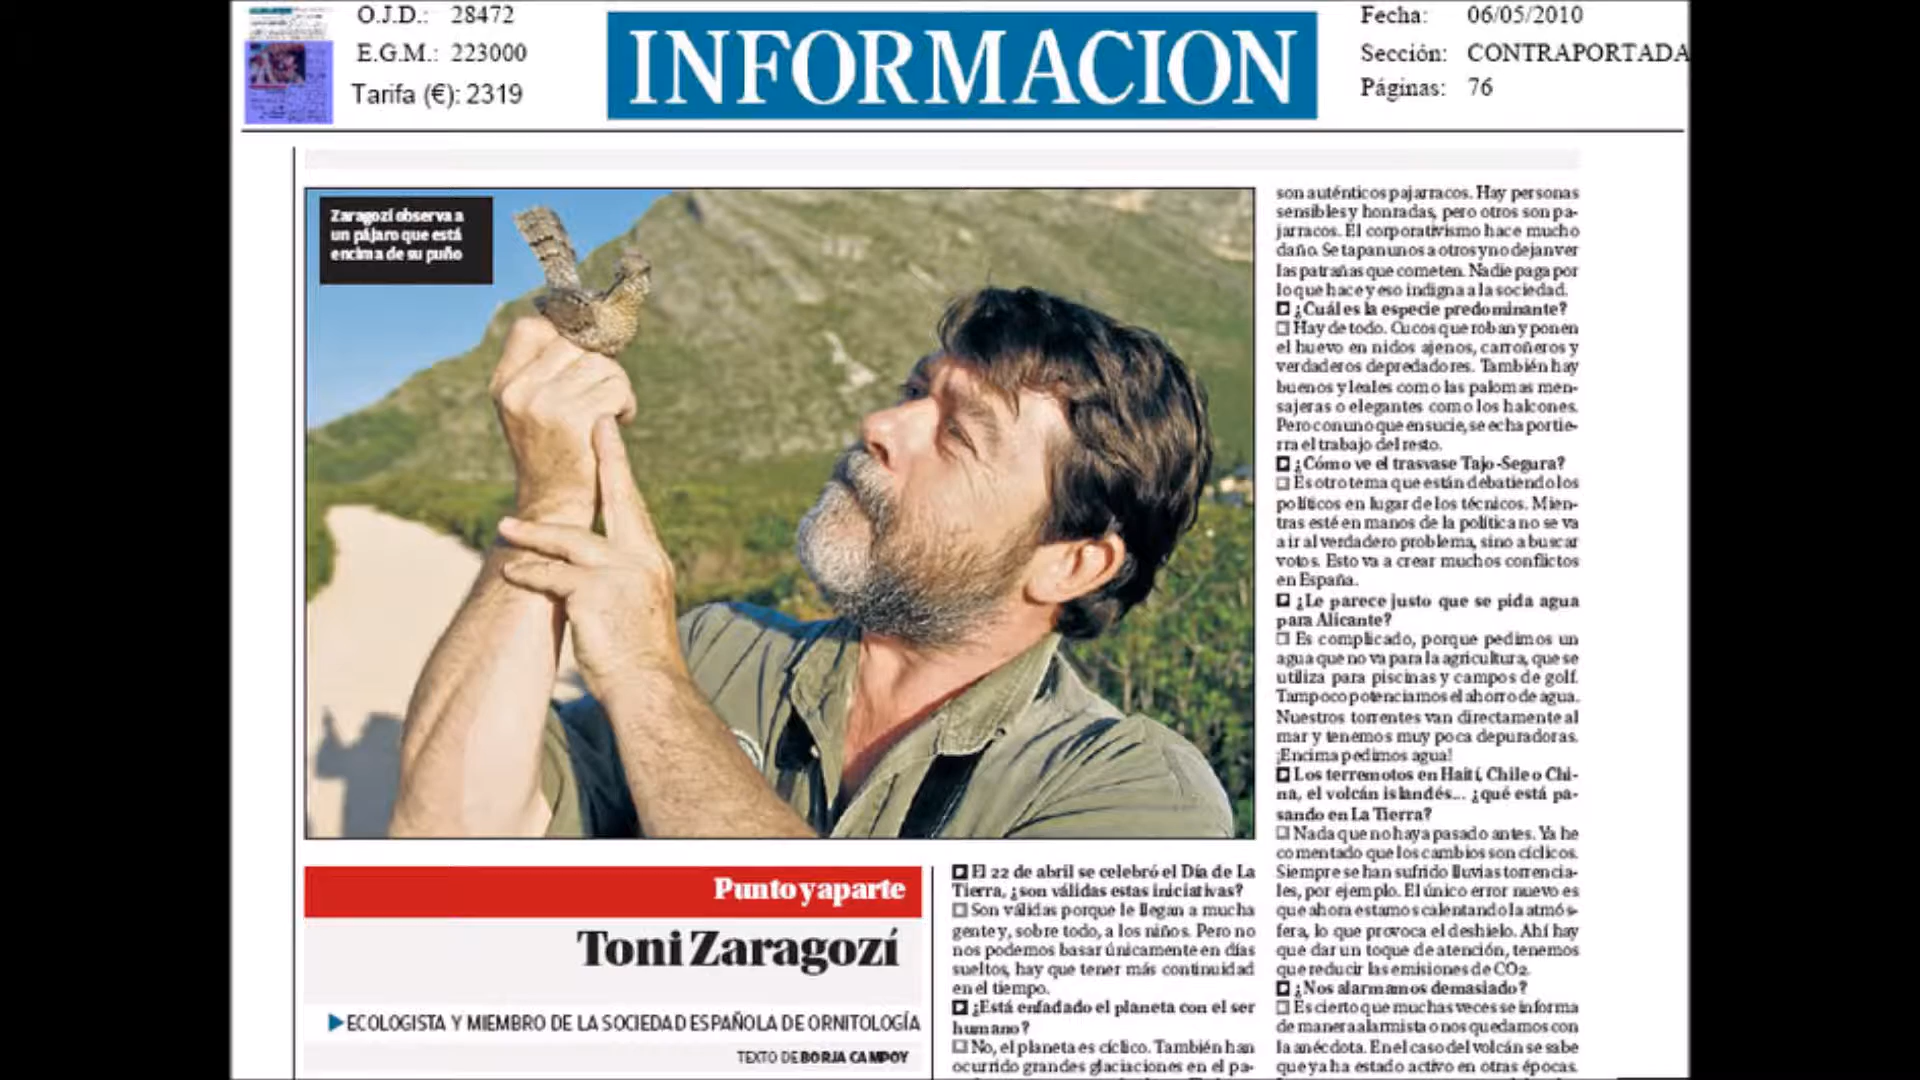 O.J.D.: 28472
E.G.M.: 223000
Tarifa (€): 2319
INFORMACION
Fecha: 06/05/2010
Sección: CONTRAPORTADA
Páginas: 76
Zaragozí observa a
un pájaro que está
encima de su puño
Punto y aparte
Toni Zaragozí
ECOLOGISTA Y MIEMBRO DE LA SOCIEDAD ESPAÑOLA DE ORNITOLOGÍA
TEXTO DE BORJA CAMPOY
El 22 de abril se celebró el Día de La
Tierra, ¿son válidas estas iniciativas?
Son válidas porque le llegan a mucha
gente y, sobre todo, a los niños. Pero no
nos podemos basar únicamente en días
sueltos, hay que tener más continuidad
en el tiempo.
¿Está enfadado el planeta con el ser
humano?
No, el planeta es cíclico. También han
ocurrido grandes glaciaciones en el pa-
son auténticos pajarracos. Hay personas
sensibles y honradas, pero otros son pa-
jarracos. El corporativismo hace mucho
daño. Se tapan unos a otros y no dejan ver
las patrañas que cometen. Nadie paga por
lo que hace y eso indigna a la sociedad.
¿Cuál es la especie predominante?
Hay de todo. Cucos que roban y ponen
el huevo en nidos ajenos, carroñeros y
verdaderos depredadores. También hay
buenos y leales como las palomas men-
sajeras o elegantes como los halcones.
Pero con uno que ensucie, se echa por tie-
rra el trabajo del resto.
¿Cómo ve el trasvase Tajo-Segura?
Es otro tema que están debatiendo los
políticos en lugar de los técnicos. Mien-
tras esté en manos de la política no se va
a ir al verdadero problema, sino a buscar
votos. Esto va a crear muchos conflictos
en España.
¿Le parece justo que se pida agua
para Alicante?
Es complicado, porque pedimos un
agua que no va para la agricultura, que se
utiliza para piscinas y campos de golf.
Tampoco potenciamos el ahorro de agua.
Nuestros torrentes van directamente al
mar y tenemos muy poca depuradoras.
¡Encima pedimos agua!
Los terremotos en Haití, Chile o Chi-
na, el volcán islandés... ¿qué está pa-
sando en La Tierra?
Nada que no haya pasado antes. Ya he
comentado que los cambios son cíclicos.
Siempre se han sufrido lluvias torrencia-
les, por ejemplo. El único error nuevo es
que ahora estamos calentando la atmós-
fera, lo que provoca el deshielo. Ahí hay
que dar un toque de atención, tenemos
que reducir las emisiones de CO2.
¿Nos alarmamos demasiado?
Es cierto que muchas veces se informa
de manera alarmista o nos quedamos con
la anécdota. En el caso del volcán se sabe
que ya ha estado activo en otras épocas.